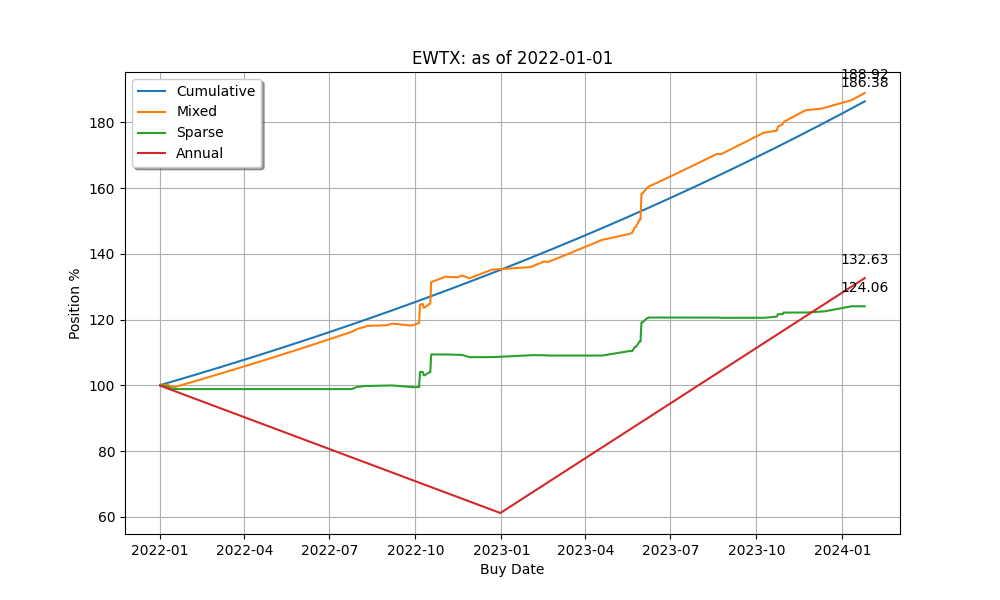 EWTX: as of 2022-01-01
Cumulative
Mixed
Sparse
Annual
188.92
186.38
132.63
124.06
180
160
140
120
100
80
60
Position %
2022-01 2022-04 2022-07 2022-10 2023-01 2023-04 2023-07 2023-10 2024-01
Buy Date